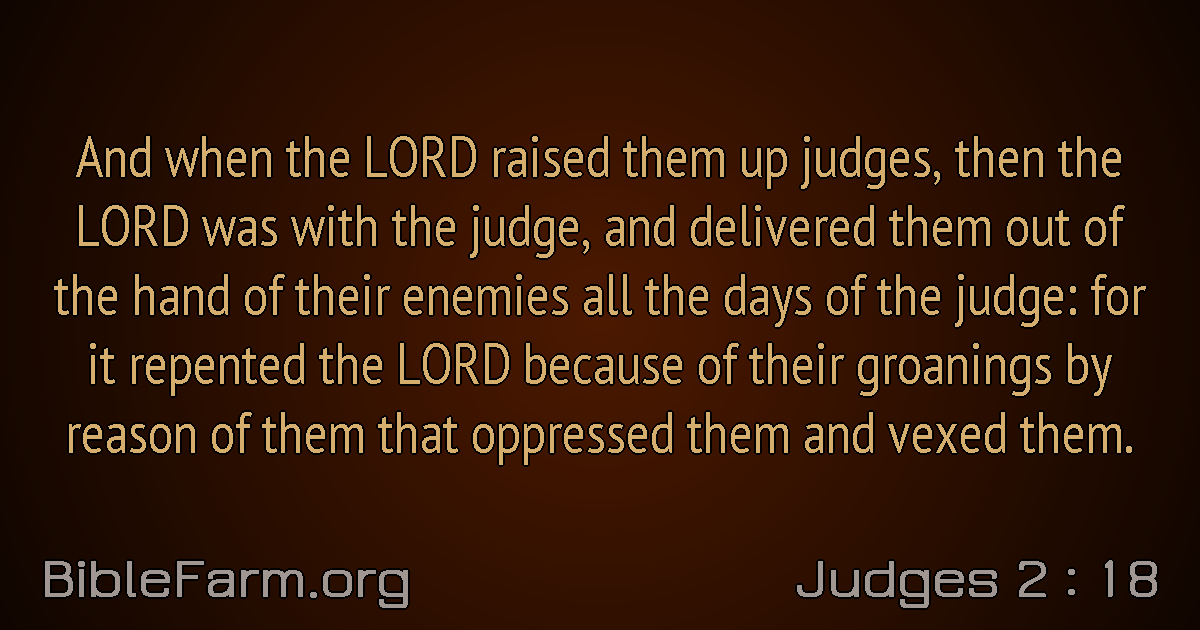 And when the LORD raised them up judges, then the
LORD was with the judge, and delivered them out of
the hand of their enemies all the days of the judge: for
it repented the LORD because of their groanings by
reason of them that oppressed them and vexed them.
BibleFarm.org
Judges 2 : 18